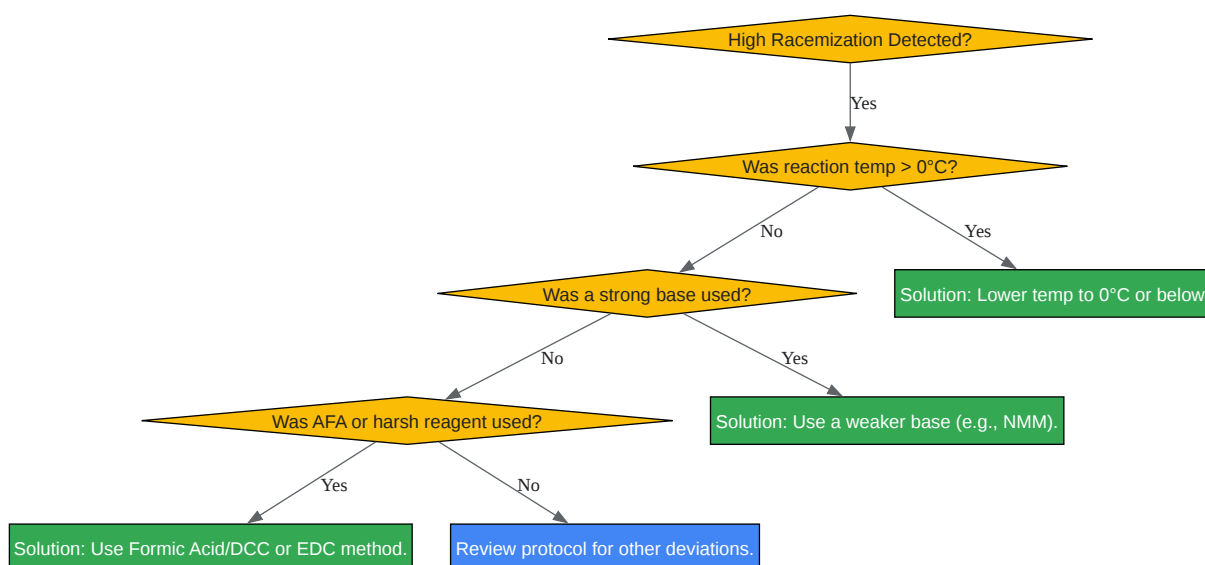 High Racemization Detected?
Yes
Was reaction temp > 0°C?
No
Yes
Was a strong base used?
Solution: Lower temp to 0°C or below
No
Yes
Was AFA or harsh reagent used?
Solution: Use a weaker base (e.g., NMM).
Yes
No
Solution: Use Formic Acid/DCC or EDC method.
Review protocol for other deviations.